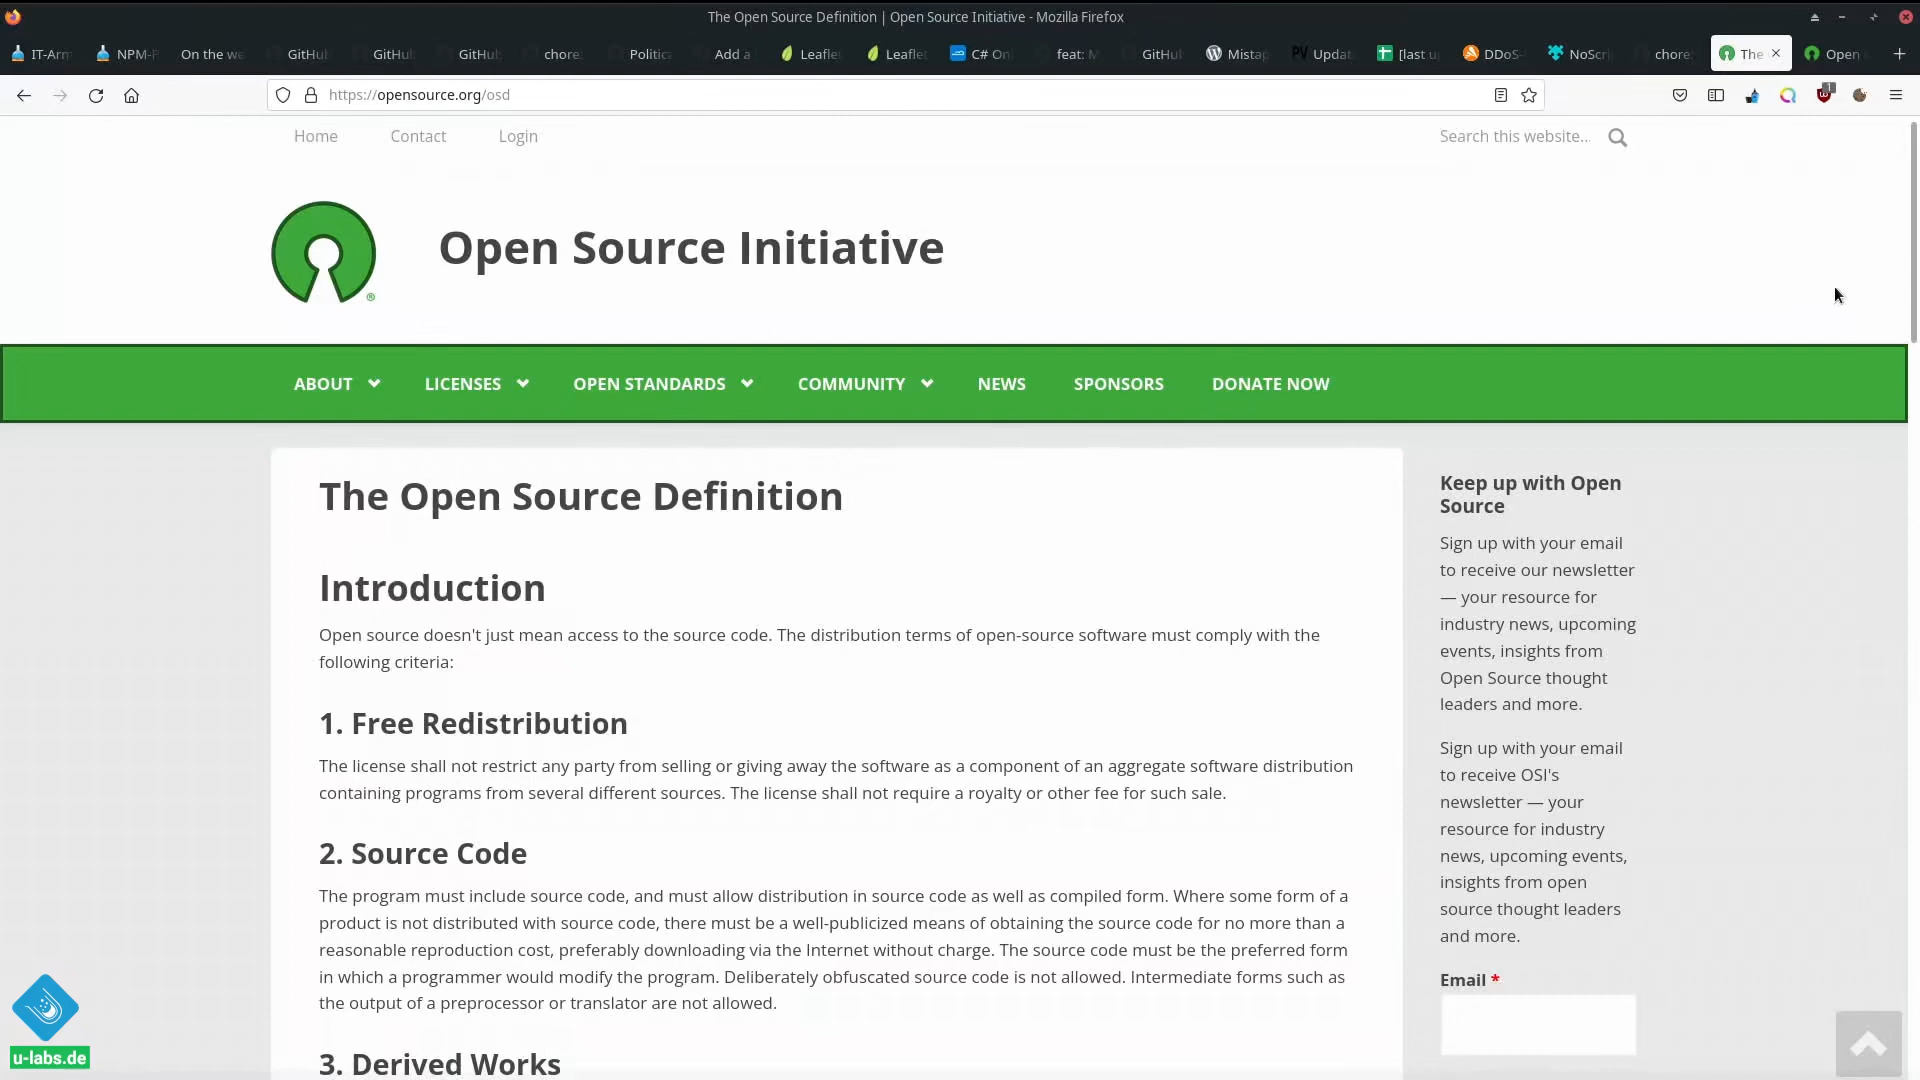 The Open Source Definition | Open Source Initiative - Mozilla Firefox
IT-Arm NPM-P On the we GitHub GitHub GitHub chore: Politic Add a Leaflet Leaflet C# On feat: M GitHub Mistap PV Updat [last u DDoS- NoScri chore: The Open
https://opensource.org/osd
1
Home Contact Login
Search this website...
Open Source Initiative
®
ABOUT LICENSES OPEN STANDARDS COMMUNITY NEWS SPONSORS DONATE NOW
The Open Source Definition
Introduction
Open source doesn't just mean access to the source code. The distribution terms of open-source software must comply with the
following criteria:
1. Free Redistribution
The license shall not restrict any party from selling or giving away the software as a component of an aggregate software distribution
containing programs from several different sources. The license shall not require a royalty or other fee for such sale.
2. Source Code
The program must include source code, and must allow distribution in source code as well as compiled form. Where some form of a
product is not distributed with source code, there must be a well-publicized means of obtaining the source code for no more than a
reasonable reproduction cost, preferably downloading via the Internet without charge. The source code must be the preferred form
in which a programmer would modify the program. Deliberately obfuscated source code is not allowed. Intermediate forms such as
the output of a preprocessor or translator are not allowed.
3. Derived Works
Keep up with Open
Source
Sign up with your email
to receive our newsletter
— your resource for
industry news, upcoming
events, insights from
Open Source thought
leaders and more.
Sign up with your email
to receive OSI's
newsletter — your
resource for industry
news, upcoming events,
insights from open
source thought leaders
and more.
Email *
u-labs.de